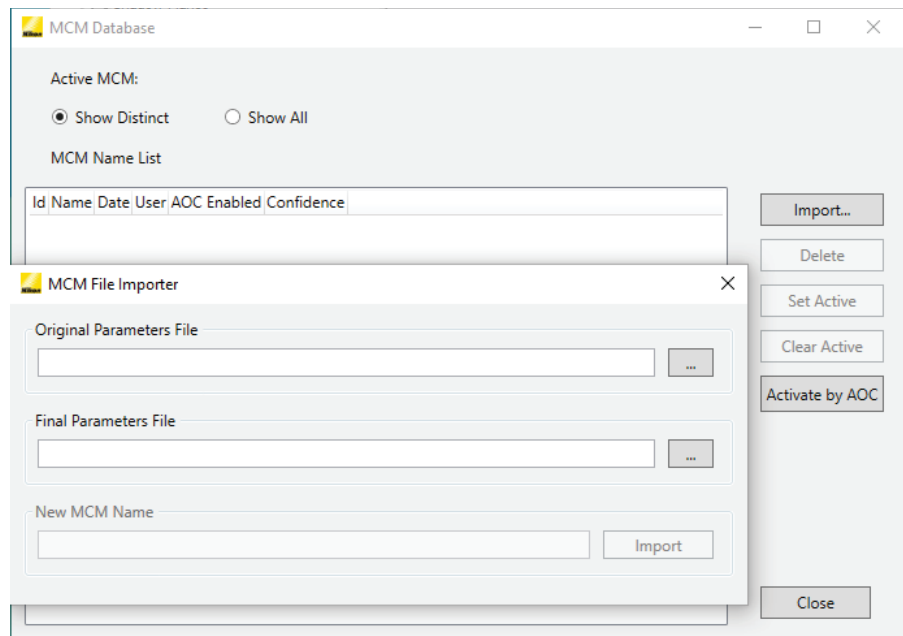 MCM Database
Active MCM:
Show Distinct Show All
MCM Name List
Id Name Date User AOC Enabled Confidence
Import...
Delete
Set Active
Clear Active
Activate by AOC
MCM File Importer
Original Parameters File
...
Final Parameters File
...
New MCM Name
Import
Close